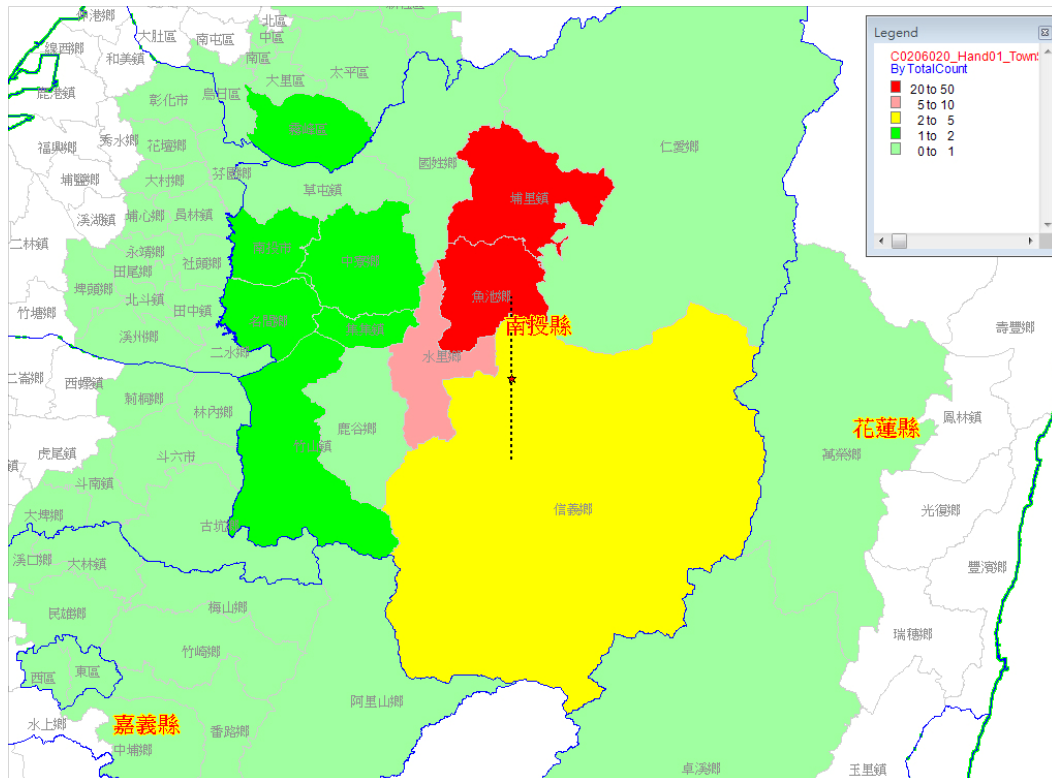 Legend
C0206020_Hand01_Town
By TotalCount
20 to 50
5 to 10
2 to 5
1 to 2
0 to 1
伸港鄉
大肚區
南屯區
北區
中區
線西鄉
和美鎮
南區
太平區
大里區
鹿港鎮
彰化市
烏日區
霧峰區
福興鄉
秀水鄉
花壇鄉
芬園鄉
國姓鄉
仁愛鄉
埔鹽鄉
大村鄉
草屯鎮
埔里鎮
溪湖鎮
埔心鄉
員林鎮
二林鎮
永靖鄉
南投市
中寮鄉
田尾鄉
社頭鄉
埤頭鄉
北斗鎮
田中鎮
魚池鄉
竹塘鄉
名間鄉
集集鎮
南投縣
壽豐鄉
溪州鄉
二水鄉
水里鄉
二崙鄉
西螺鎮
莿桐鄉
林內鄉
鳳林鎮
鹿谷鄉
花蓮縣
虎尾鎮
斗六市
竹山鎮
萬榮鄉
斗南鎮
信義鄉
光復鄉
大埤鄉
古坑
溪口鄉
大林鎮
豐濱鄉
民雄鄉
梅山鄉
瑞穗鄉
竹崎鄉
西區
東區
阿里山鄉
水上鄉
嘉義縣
番路鄉
中埔鄉
卓溪鄉
玉里鎮